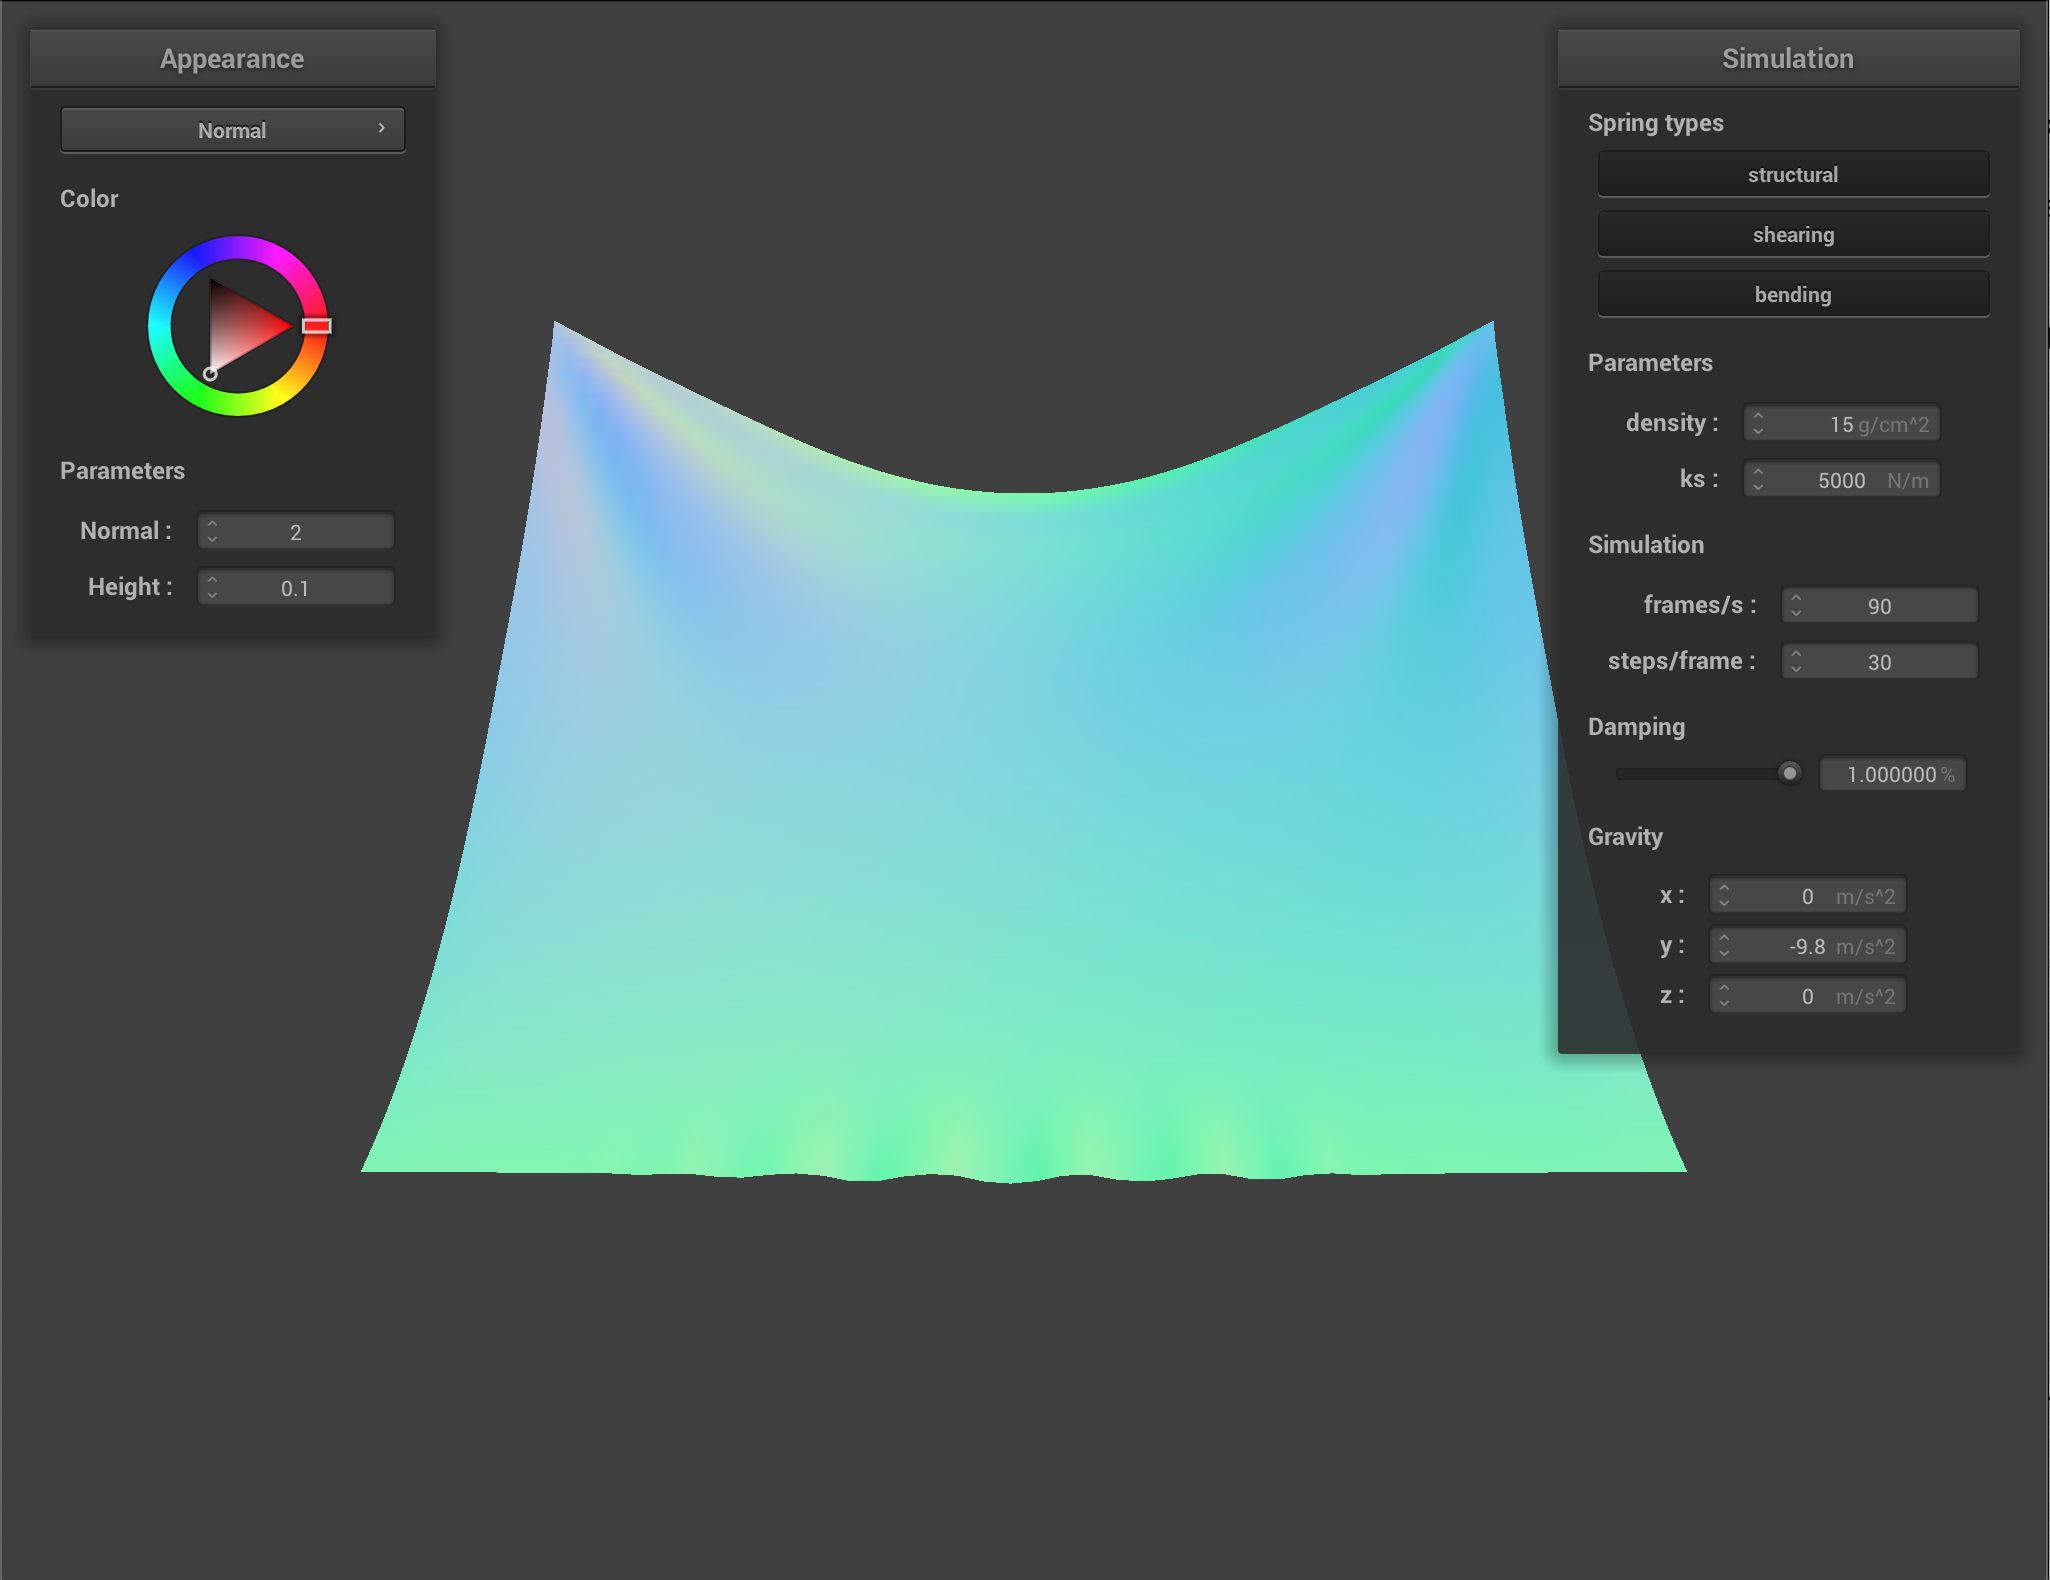 Appearance
Normal
Color
Parameters
Normal : 2
Height : 0.1
Simulation
Spring types
structural
shearing
bending
Parameters
density : 15 g/cm^2
ks : 5000 N/m
Simulation
frames/s : 90
steps/frame : 30
Damping
1.000000 %
Gravity
x : 0 m/s^2
y : -9.8 m/s^2
z : 0 m/s^2